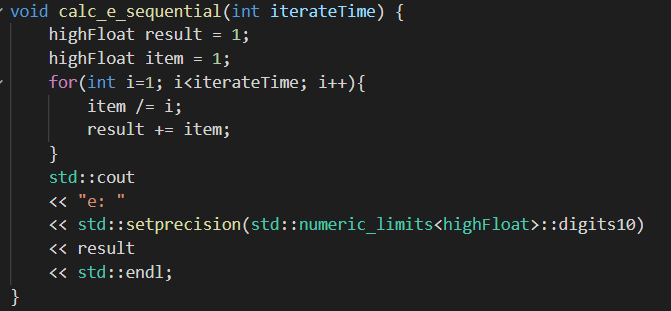 void calc_e_sequential(int iterateTime) {
    highFloat result = 1;
    highFloat item = 1;
    for(int i=1; i<iterateTime; i++){
        item /= i;
        result += item;
    }
    std::cout
    << "e: "
    << std::setprecision(std::numeric_limits<highFloat>::digits10)
    << result
    << std::endl;
}